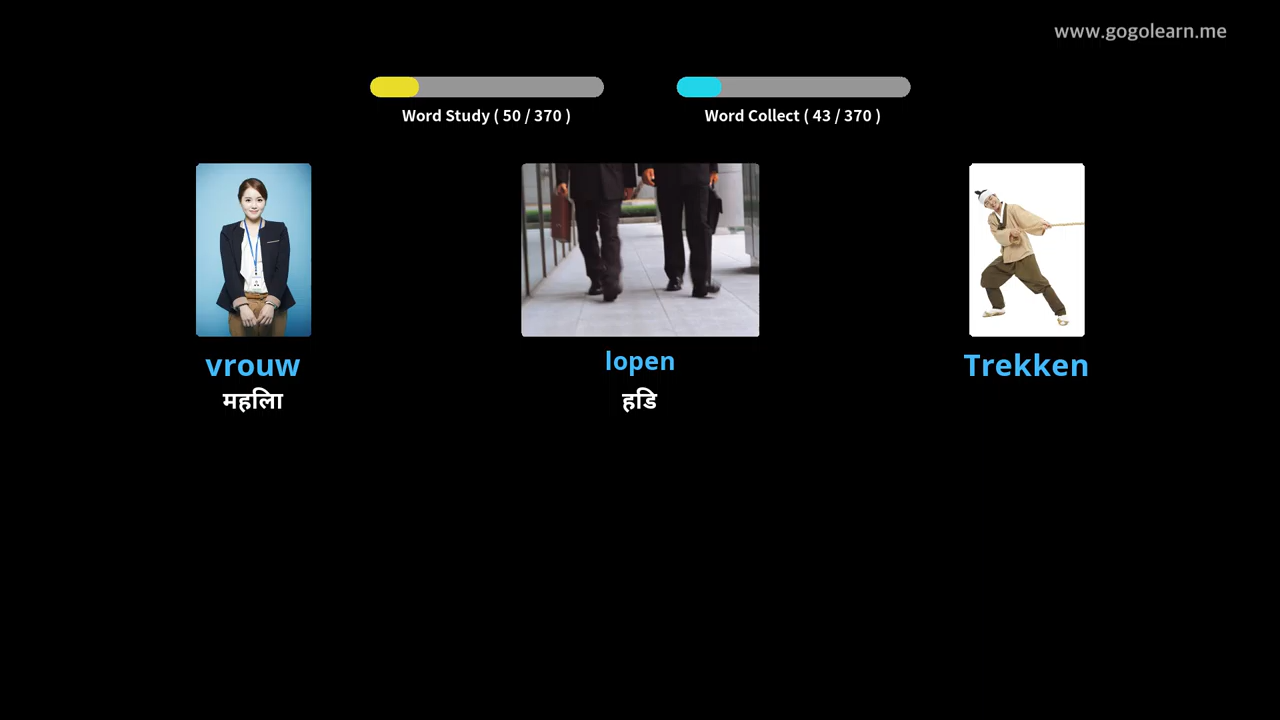 www.gogolearn.me
Word Study ( 50 / 370 )
Word Collect ( 43 / 370 )
vrouw
महिला
lopen
हिड
Trekken